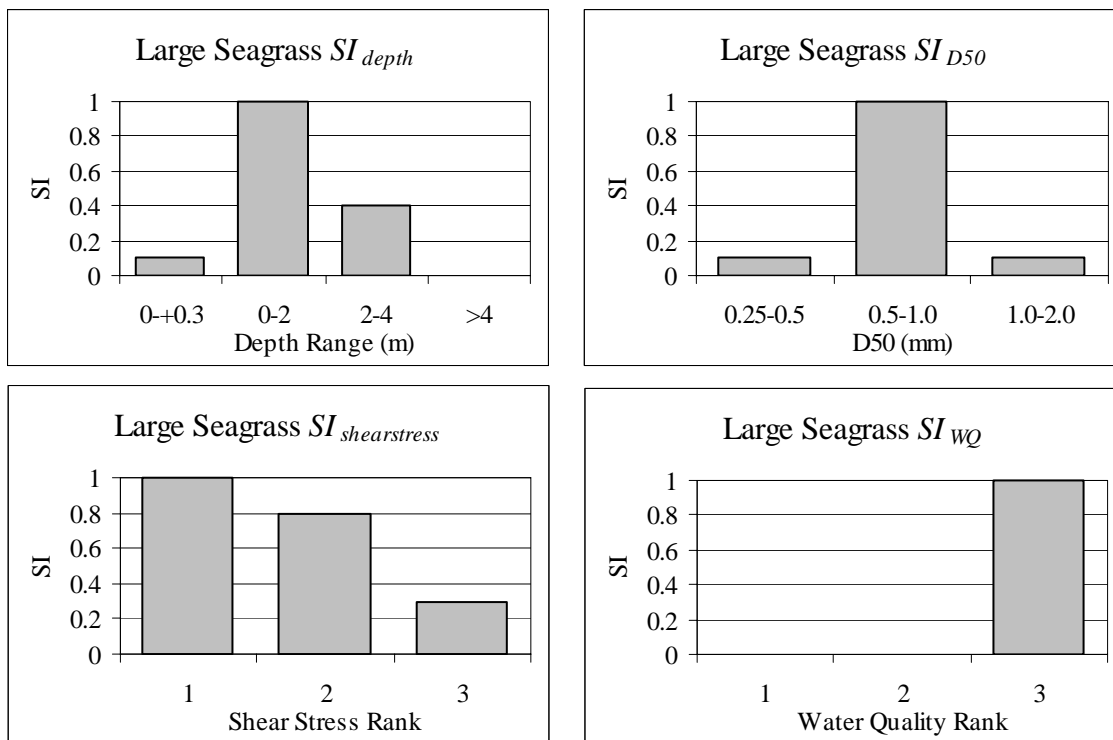 Large Seagrass SI depth
1
0.8
0.6
0.4
0.2
0
SI
0-+0.3 0-2 2-4 >4
Depth Range (m)
Large Seagrass SI D50
1
0.8
0.6
0.4
0.2
0
SI
0.25-0.5 0.5-1.0 1.0-2.0
D50 (mm)
Large Seagrass SI shearstress
1
0.8
0.6
0.4
0.2
0
SI
1 2 3
Shear Stress Rank
Large Seagrass SI WQ
1
0.8
0.6
0.4
0.2
0
SI
1 2 3
Water Quality Rank